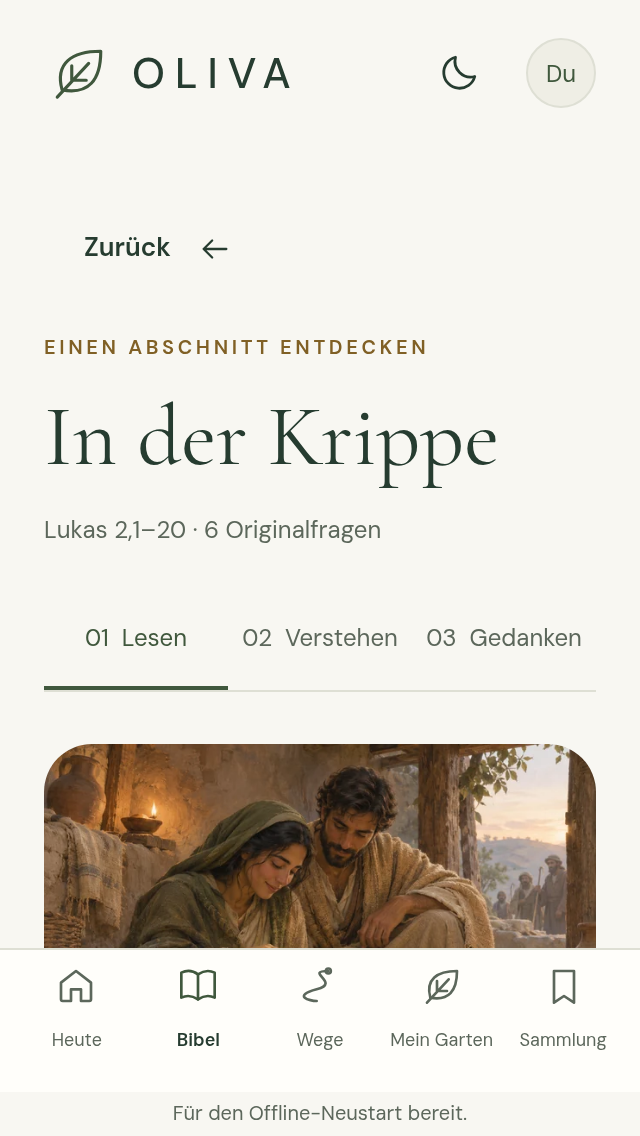 OLIVA
Du
Zurück
EINEN ABSCHNITT ENTDECKEN
In der Krippe
Lukas 2,1–20 · 6 Originalfragen
01 Lesen 02 Verstehen 03 Gedanken
Heute Bibel Wege Mein Garten Sammlung
Für den Offline-Neustart bereit.